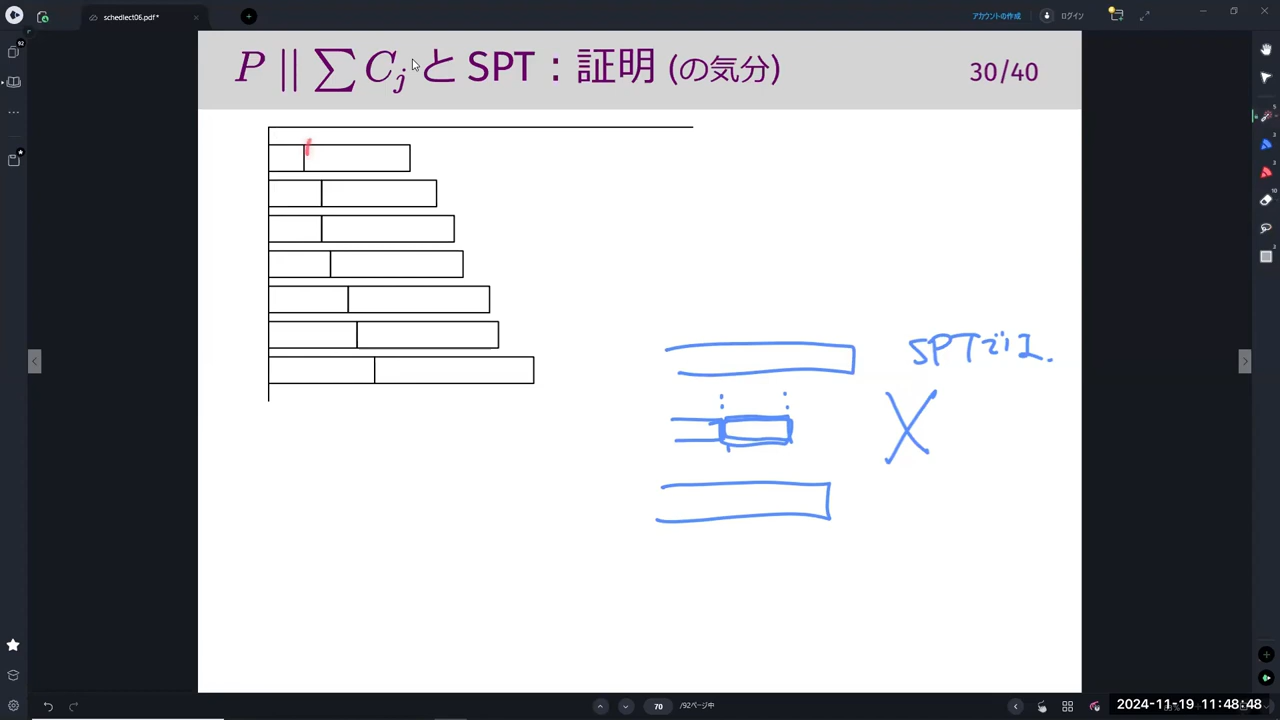 schedlect06.pdf*
アカウントの作成
ログイン
92
P || ∑ Cⱼ と SPT：証明 (の気分)
30/40
SPTでは
70
/92ページ中
2024-11-19 11:48:48